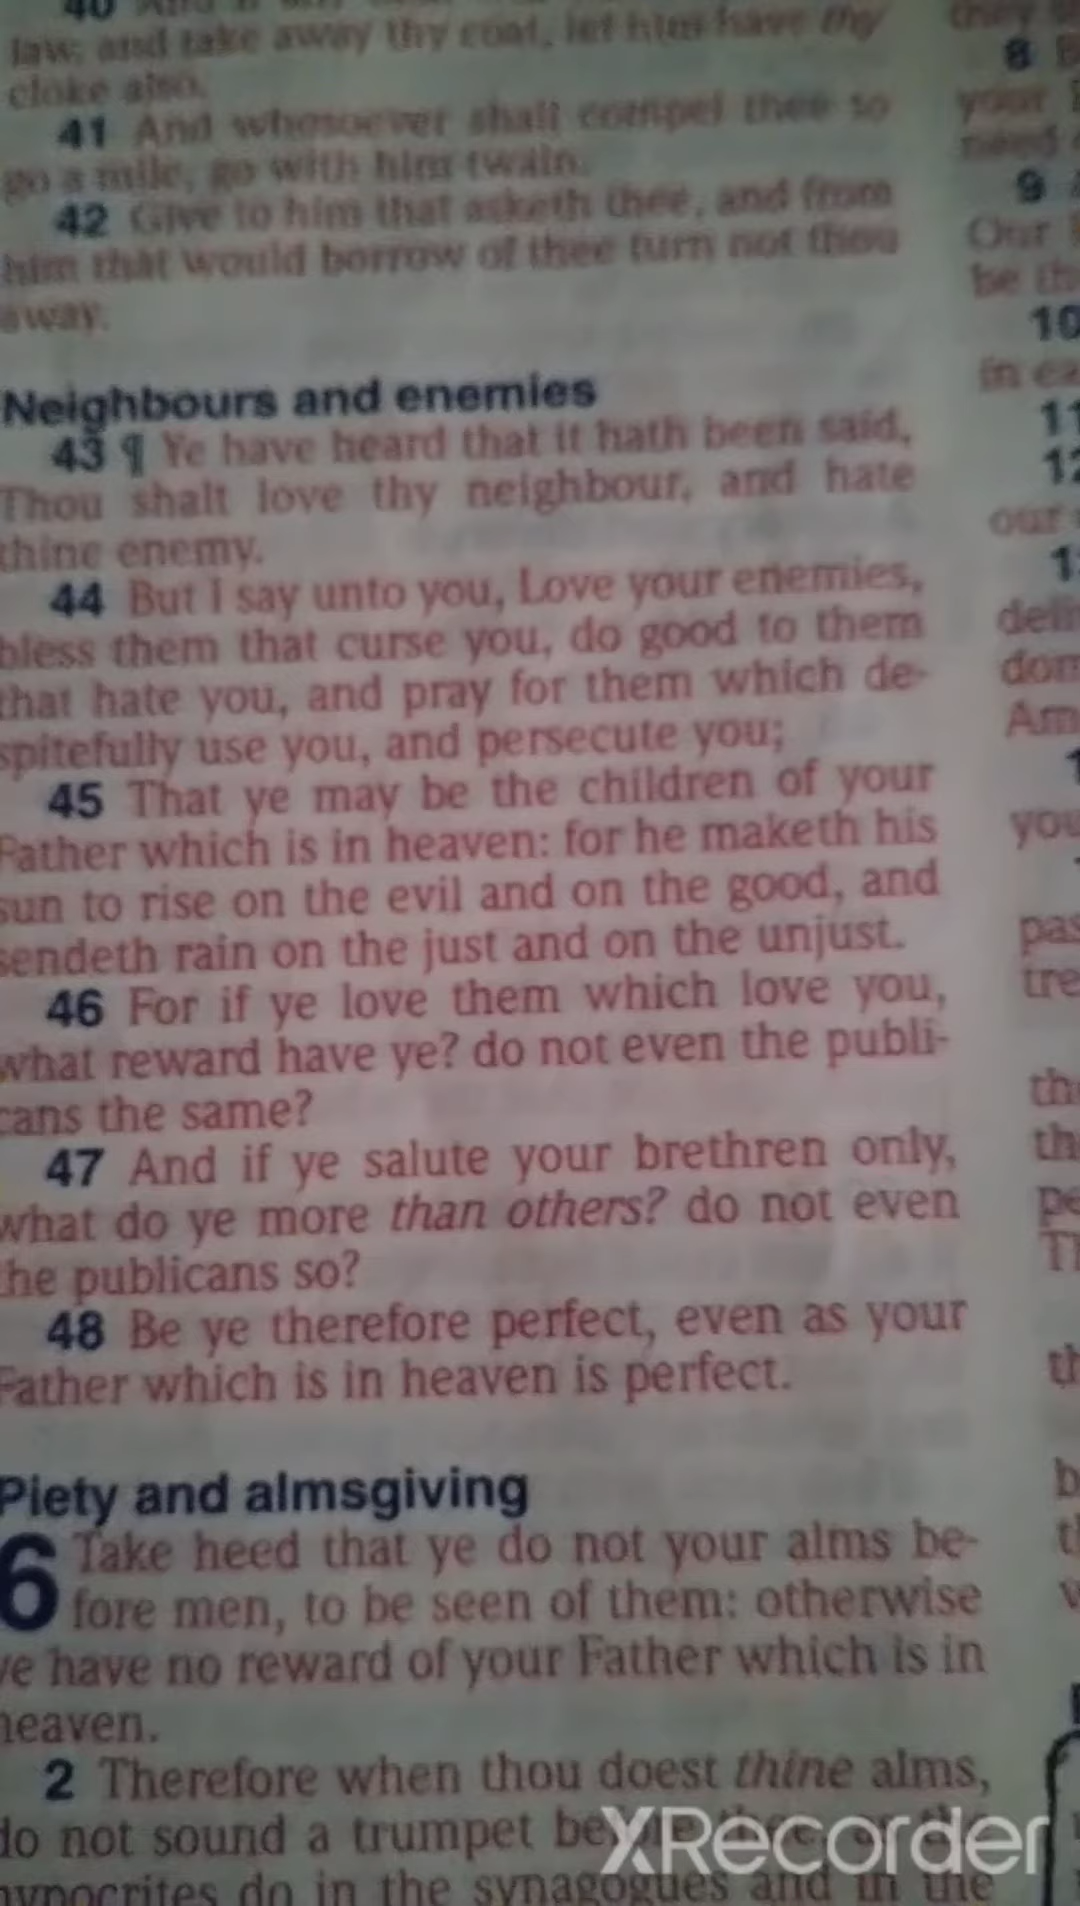 40 And
law, and take away thy coat, let him have thy
cloke also.
41 And whosoever shall compel thee to
go a mile, go with him twain.
42 Give to him that asketh thee, and from
him that would borrow of thee turn not thou
away.
Neighbours and enemies
43 ¶ Ye have heard that it hath been said,
Thou shalt love thy neighbour, and hate
thine enemy.
44 But I say unto you, Love your enemies,
bless them that curse you, do good to them
that hate you, and pray for them which de-
spitefully use you, and persecute you;
45 That ye may be the children of your
Father which is in heaven: for he maketh his
sun to rise on the evil and on the good, and
sendeth rain on the just and on the unjust.
46 For if ye love them which love you,
what reward have ye? do not even the publi-
cans the same?
47 And if ye salute your brethren only,
what do ye more than others? do not even
the publicans so?
48 Be ye therefore perfect, even as your
Father which is in heaven is perfect.
Piety and almsgiving
6 Take heed that ye do not your alms be-
fore men, to be seen of them: otherwise
ye have no reward of your Father which is in
heaven.
2 Therefore when thou doest thine alms,
do not sound a trumpet before thee, as the
hypocrites do in the synagogues and in the
8
your
need
9
Our
be
10
in
11
12
our
you
XRecorder